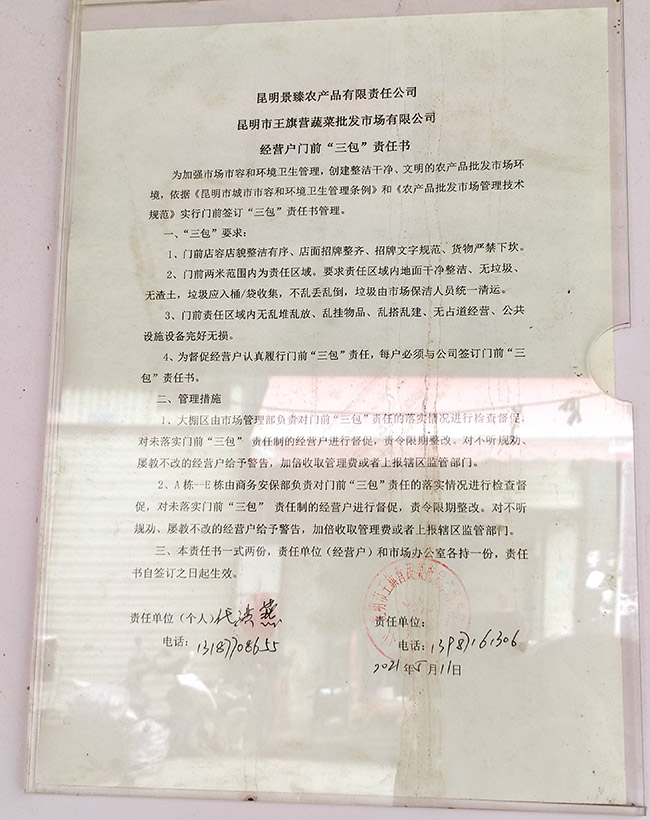 昆明景臻农产品有限责任公司
昆明市王旗营蔬菜批发市场有限公司
经营户门前“三包”责任书
为加强市场市容和环境卫生管理，创建整洁干净、文明的农产品批发市场环
境，依据《昆明市城市市容和环境卫生管理条例》和《农产品批发市场管理技术
规范》实行门前签订“三包”责任书管理。
一、“三包”要求：
1、门前店容店貌整洁有序、店面招牌整齐、招牌文字规范、货物严禁下坎。
2、门前两米范围内为责任区域。要求责任区域内地面干净整洁、无垃圾、
无渣土，垃圾应入桶/袋收集，不乱丢乱倒，垃圾由市场保洁人员统一清运。
3、门前责任区域内无乱堆乱放、乱挂物品、乱搭乱建、无占道经营、公共
设施设备完好无损。
4、为督促经营户认真履行门前“三包”责任，每户必须与公司签订门前“三
包”责任书。
二、管理措施
1、大棚区由市场管理部负责对门前“三包”责任的落实情况进行检查督促，
对未落实门前“三包” 责任制的经营户进行督促，责令限期整改。对不听规劝、
屡教不改的经营户给予警告，加倍收取管理费或者上报辖区监管部门。
2、A栋—E栋由商务安保部负责对门前“三包”责任的落实情况进行检查督
促，对未落实门前“三包” 责任制的经营户进行督促，责令限期整改。对不听
规劝、屡教不改的经营户给予警告，加倍收取管理费或者上报辖区监管部门。
三、本责任书一式两份，责任单位（经营户）和市场办公室各持一份，责任
书自签订之日起生效。
责任单位（个人）
责任单位：
电话：13187708655
电话：13987161306
2021年5月11日
昆明市王旗营蔬菜批发市场有限公司